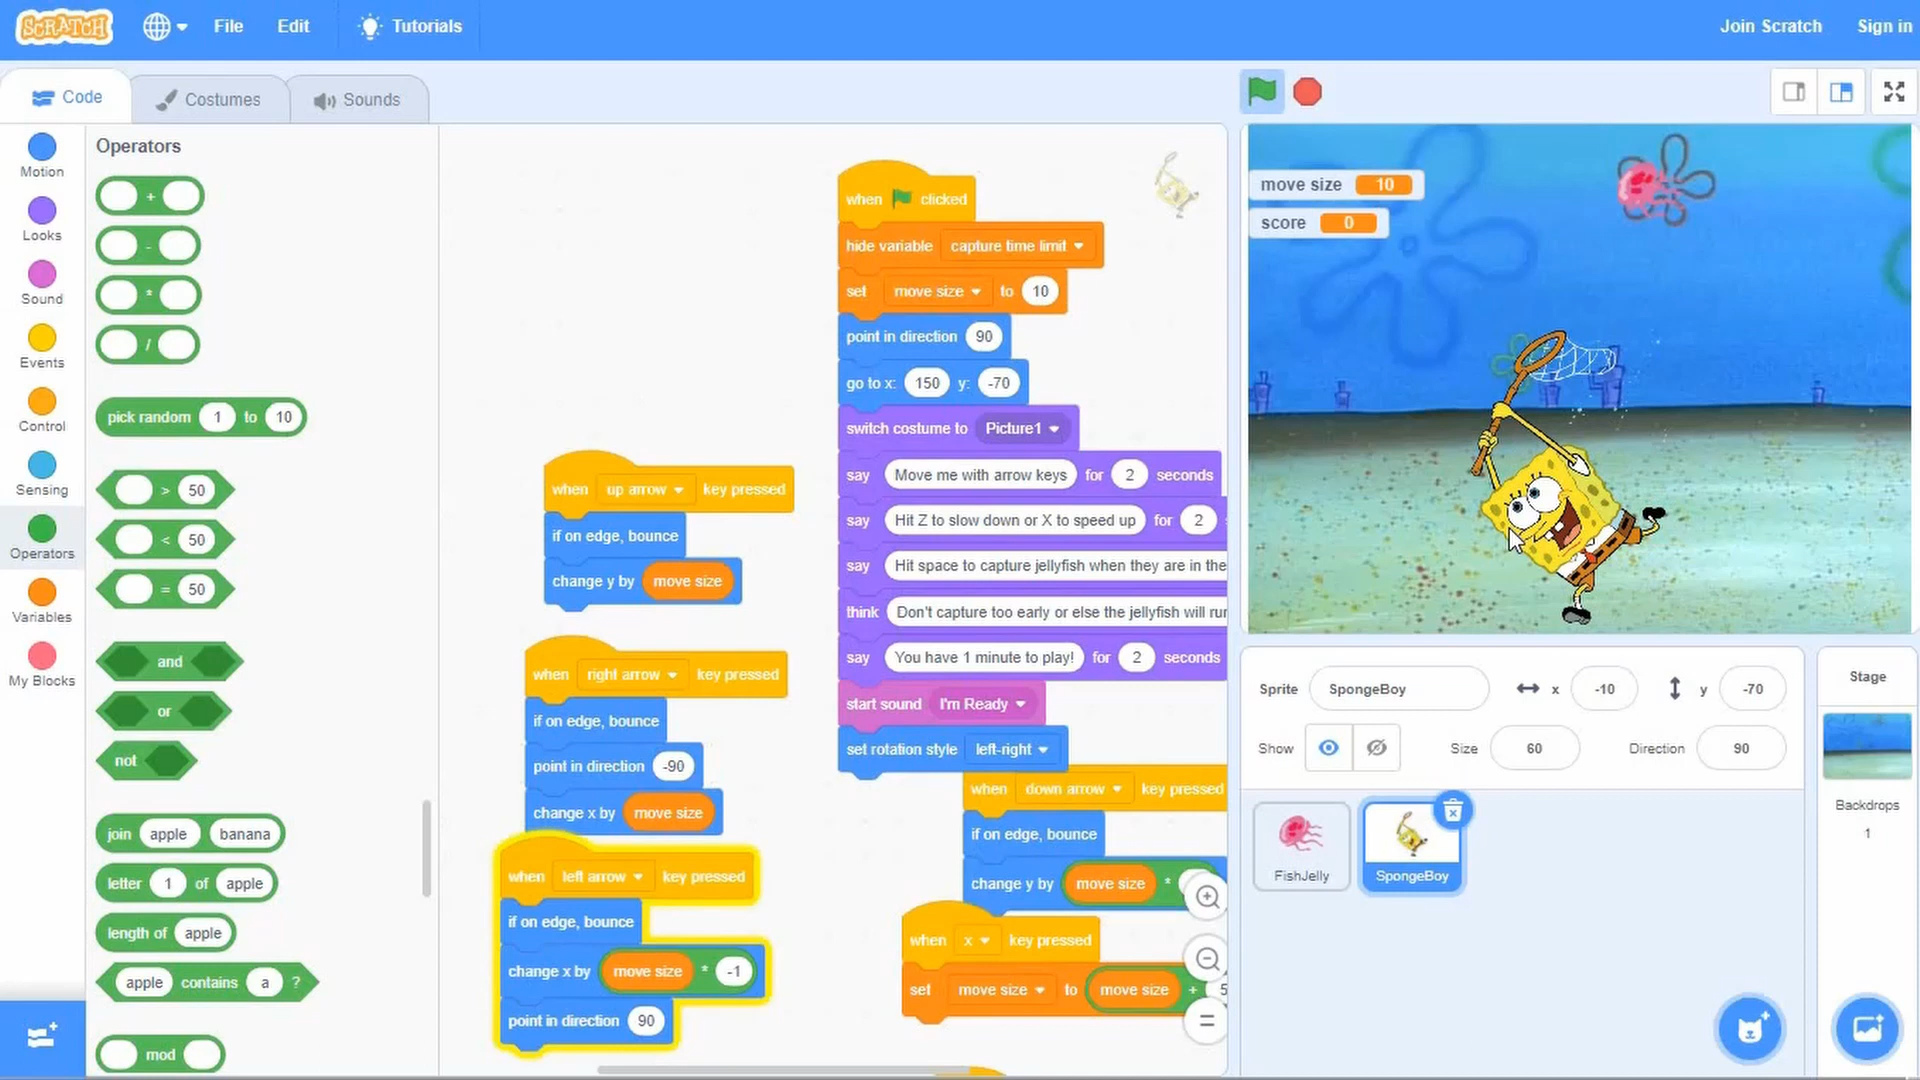 SCRATCH File Edit Tutorials Join Scratch Sign in
Code Costumes Sounds
Motion
Looks
Sound
Events
Control
Sensing
Operators
Variables
My Blocks
Operators
+
-
*
/
pick random 1 to 10
> 50
< 50
= 50
and
or
not
join apple banana
letter 1 of apple
length of apple
apple contains a ?
mod
when up arrow key pressed
if on edge, bounce
change y by move size
when right arrow key pressed
if on edge, bounce
point in direction -90
change x by move size
when left arrow key pressed
if on edge, bounce
change x by move size * -1
point in direction 90
when clicked
hide variable capture time limit
set move size to 10
point in direction 90
go to x: 150 y: -70
switch costume to Picture1
say Move me with arrow keys for 2 seconds
say Hit Z to slow down or X to speed up for 2
say Hit space to capture jellyfish when they are in the
think Don't capture too early or else the jellyfish will
say You have 1 minute to play! for 2 seconds
start sound I'm Ready
set rotation style left-right
when down arrow key pressed
if on edge, bounce
change y by move size *
when x key pressed
set move size to move size + 5
move size 10
score 0
Sprite SpongeBoy x -10 y -70
Show Size 60 Direction 90
FishJelly
SpongeBoy
Stage
Backdrops
1